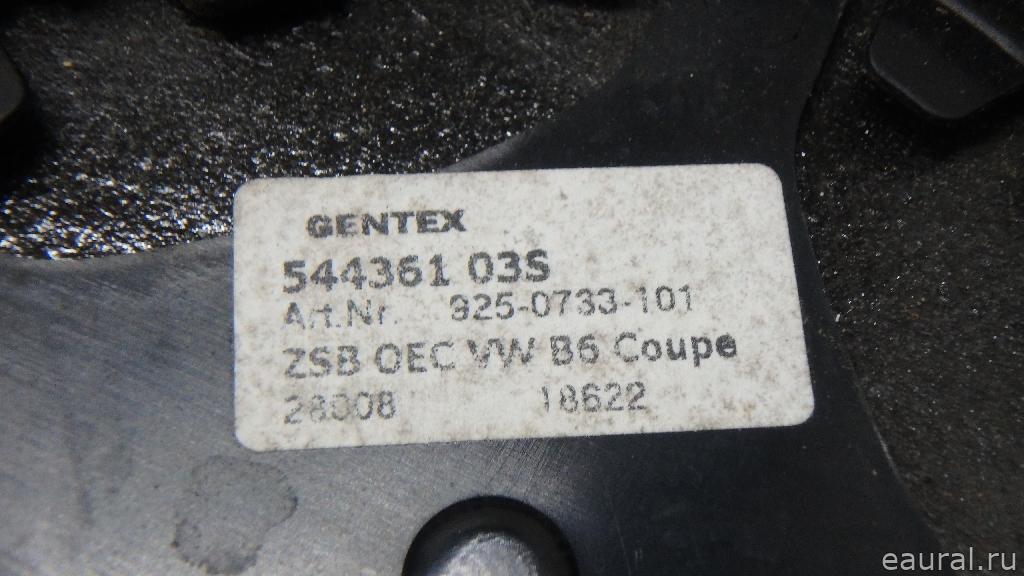 GENTEX
544361 03S
Art.Nr. 925-0733-101
ZSB OEC VW B6 Coupe
28008 18622
eaural.ru